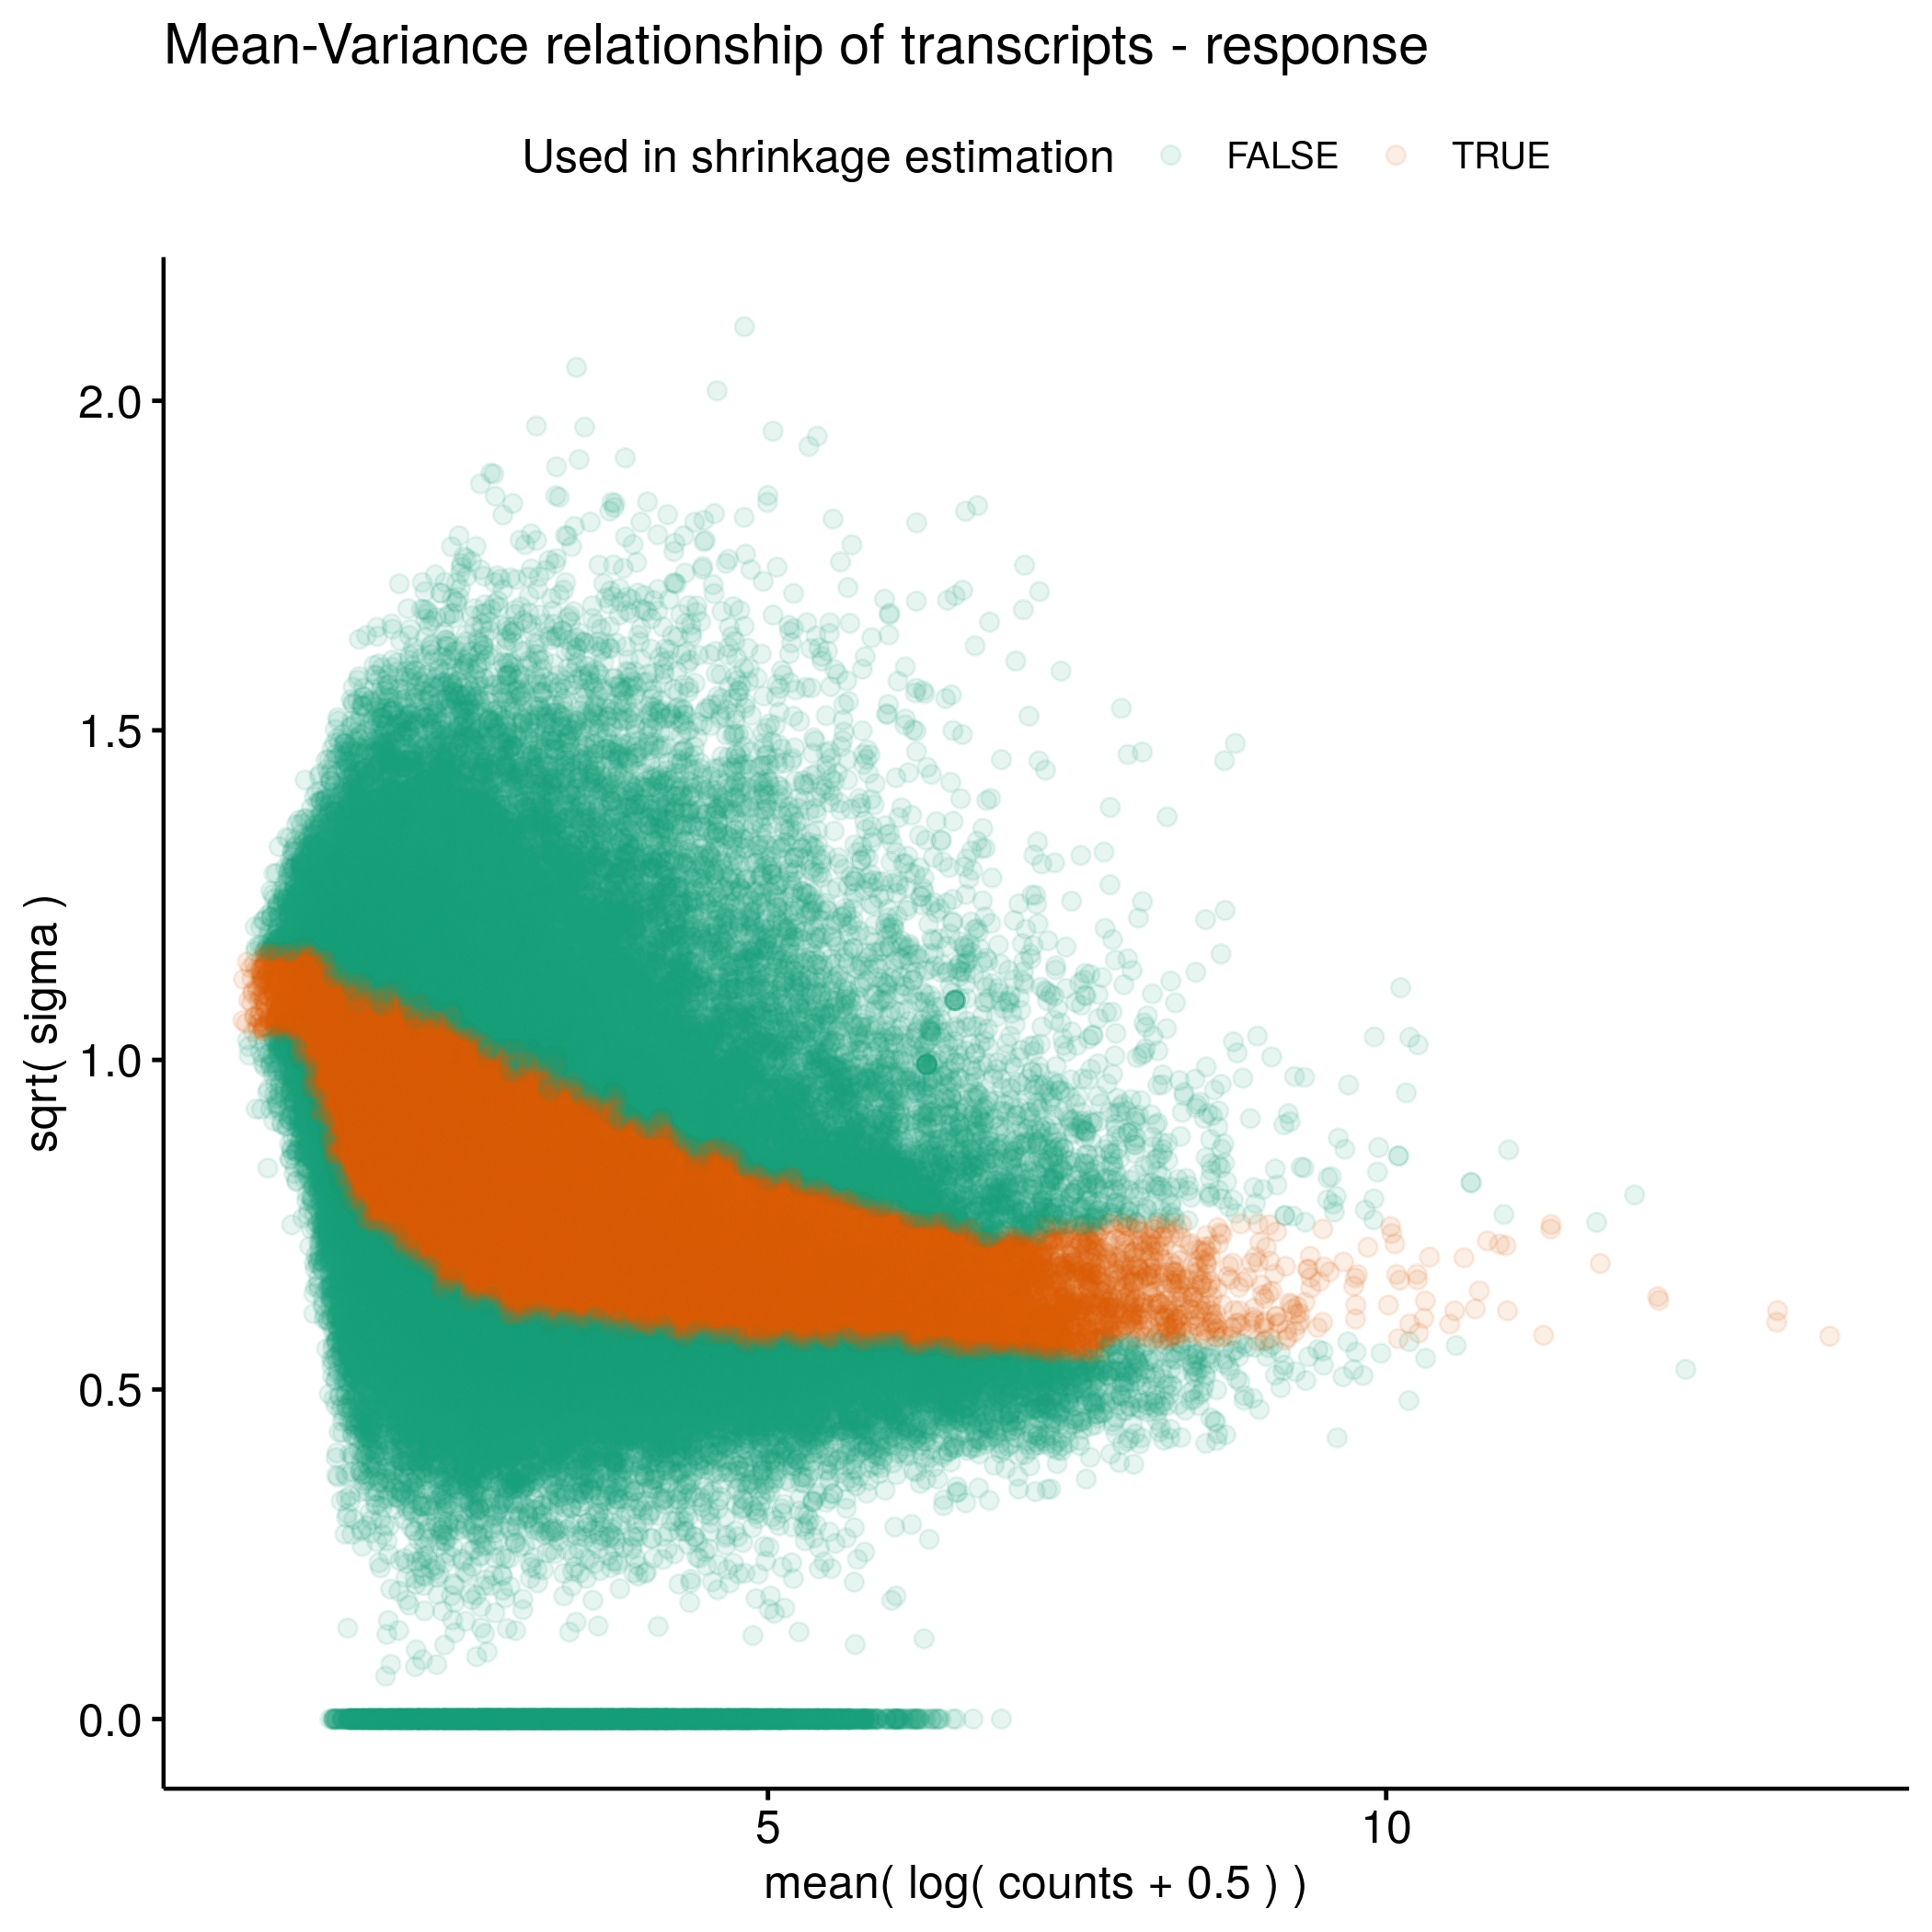 Mean-Variance relationship of transcripts - response
Used in shrinkage estimation FALSE TRUE
sqrt( sigma )
2.0
1.5
1.0
0.5
0.0
5 10
mean( log( counts + 0.5 ) )